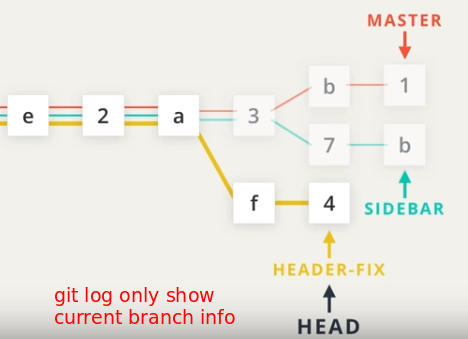 MASTER
b 1
e 2 a 3
7 b
SIDEBAR
f 4
HEADER-FIX
git log only show
current branch info
HEAD